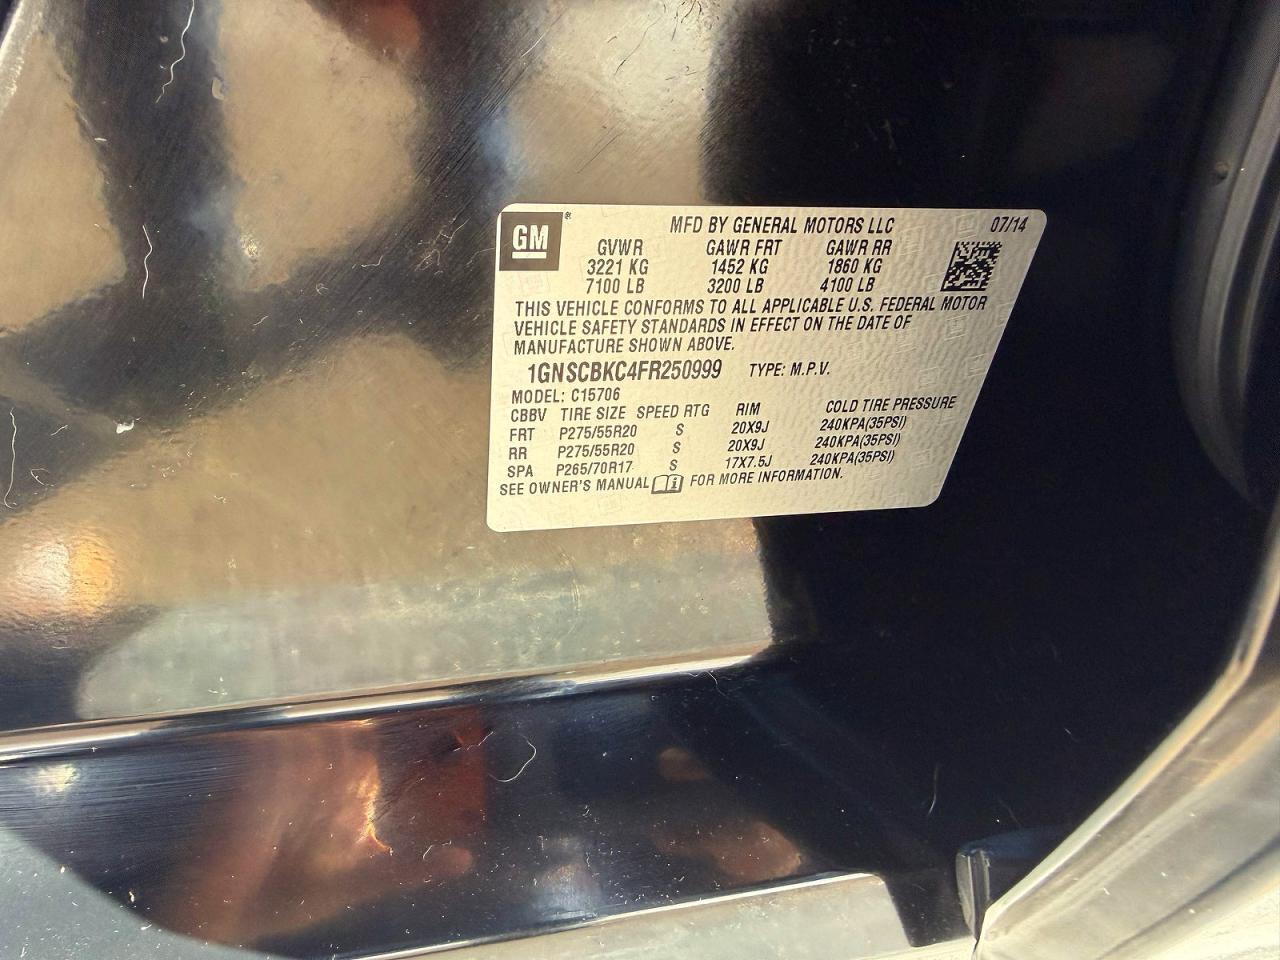 GM® MFD BY GENERAL MOTORS LLC 07/14
GVWR GAWR FRT GAWR RR
3221 KG 1452 KG 1860 KG
7100 LB 3200 LB 4100 LB
THIS VEHICLE CONFORMS TO ALL APPLICABLE U.S. FEDERAL MOTOR
VEHICLE SAFETY STANDARDS IN EFFECT ON THE DATE OF
MANUFACTURE SHOWN ABOVE.
1GNSCBKC4FR250999 TYPE: M.P.V.
MODEL: C15706
CBBV TIRE SIZE SPEED RTG RIM COLD TIRE PRESSURE
FRT P275/55R20 S 20X9J 240KPA(35PSI)
RR P275/55R20 S 20X9J 240KPA(35PSI)
SPA P265/70R17 S 17X7.5J 240KPA(35PSI)
SEE OWNER'S MANUAL FOR MORE INFORMATION.